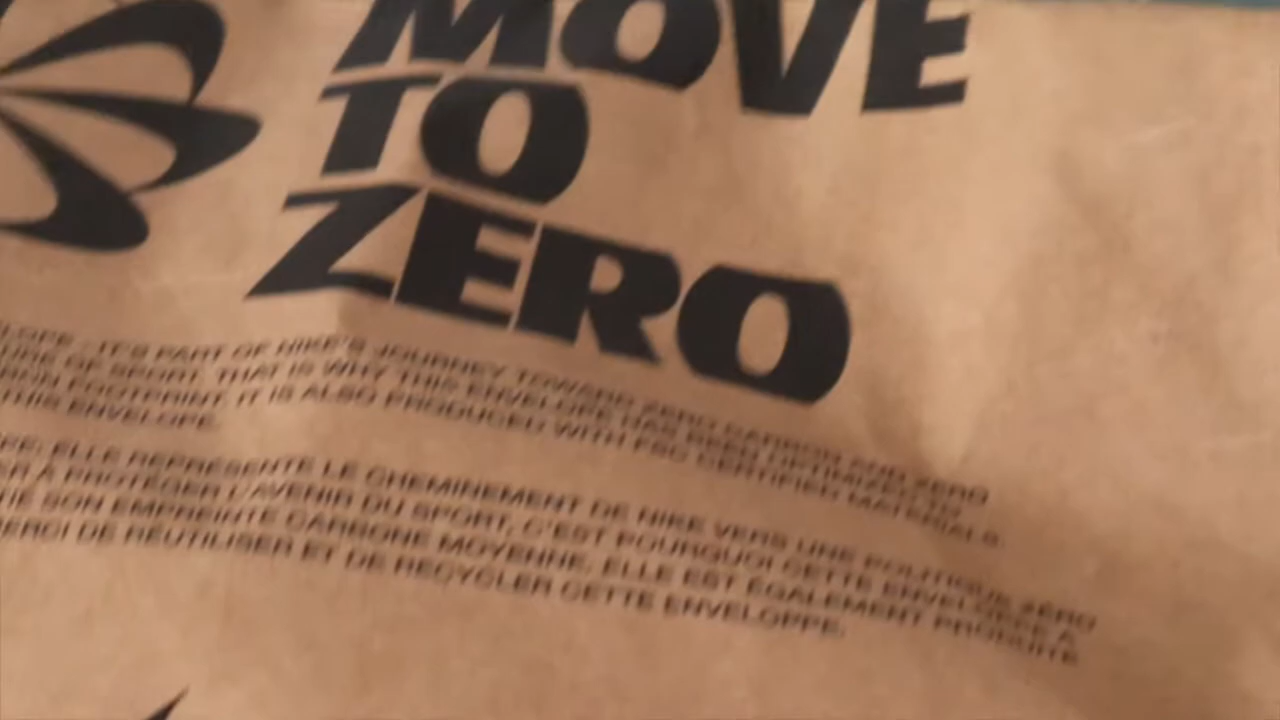 MOVE
TO
ZERO
IT'S PART OF NIKE'S JOURNEY TOWARD ZERO CARBON AND ZERO
OF SPORT. THAT IS WHY THIS ENVELOPE HAS BEEN OPTIMIZED TO
FOOTPRINT. IT IS ALSO PRODUCED WITH FSC CERTIFIED MATERIALS.
THIS ENVELOPE.
ELLE REPRÉSENTE LE CHEMINEMENT DE NIKE VERS UNE POLITIQUE ZÉRO
À PROTÉGER L'AVENIR DU SPORT, C'EST POURQUOI CETTE ENVELOPPE A
SON EMPREINTE CARBONE MOYENNE. ELLE EST ÉGALEMENT PRODUITE
DE RÉUTILISER ET DE RECYCLER CETTE ENVELOPPE.